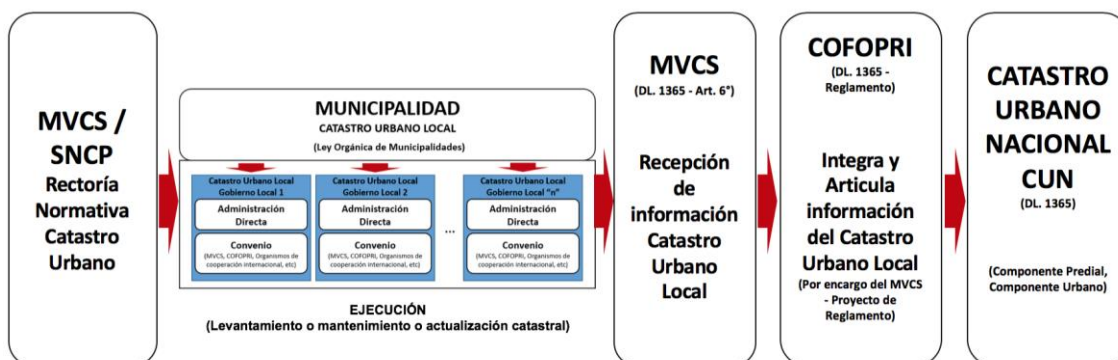 MVCS /
SNCP
Rectoría
Normativa
Catastro
Urbano
MUNICIPALIDAD
CATASTRO URBANO LOCAL
(Ley Orgánica de Municipalidades)
Catastro Urbano Local
Gobierno Local 1
Administración
Directa
Convenio
(MVCS, COFOPRI, Organismos de
cooperación internacional, etc)
Catastro Urbano Local
Gobierno Local 2
Administración
Directa
Convenio
(MVCS, COFOPRI, Organismos de
cooperación internacional, etc)
...
Catastro Urbano Local
Gobierno Local "n"
Administración
Directa
Convenio
(MVCS, COFOPRI, Organismos de
cooperación internacional, etc)
EJECUCIÓN
(Levantamiento o mantenimiento o actualización catastral)
MVCS
(DL. 1365 - Art. 6°)
Recepción
de
información
Catastro
Urbano
Local
COFOPRI
(DL. 1365 -
Reglamento)
Integra y
Articula
información
del Catastro
Urbano Local
(Por encargo del MVCS
- Proyecto de
Reglamento)
CATASTRO
URBANO
NACIONAL
CUN
(DL. 1365)
(Componente Predial,
Componente Urbano)